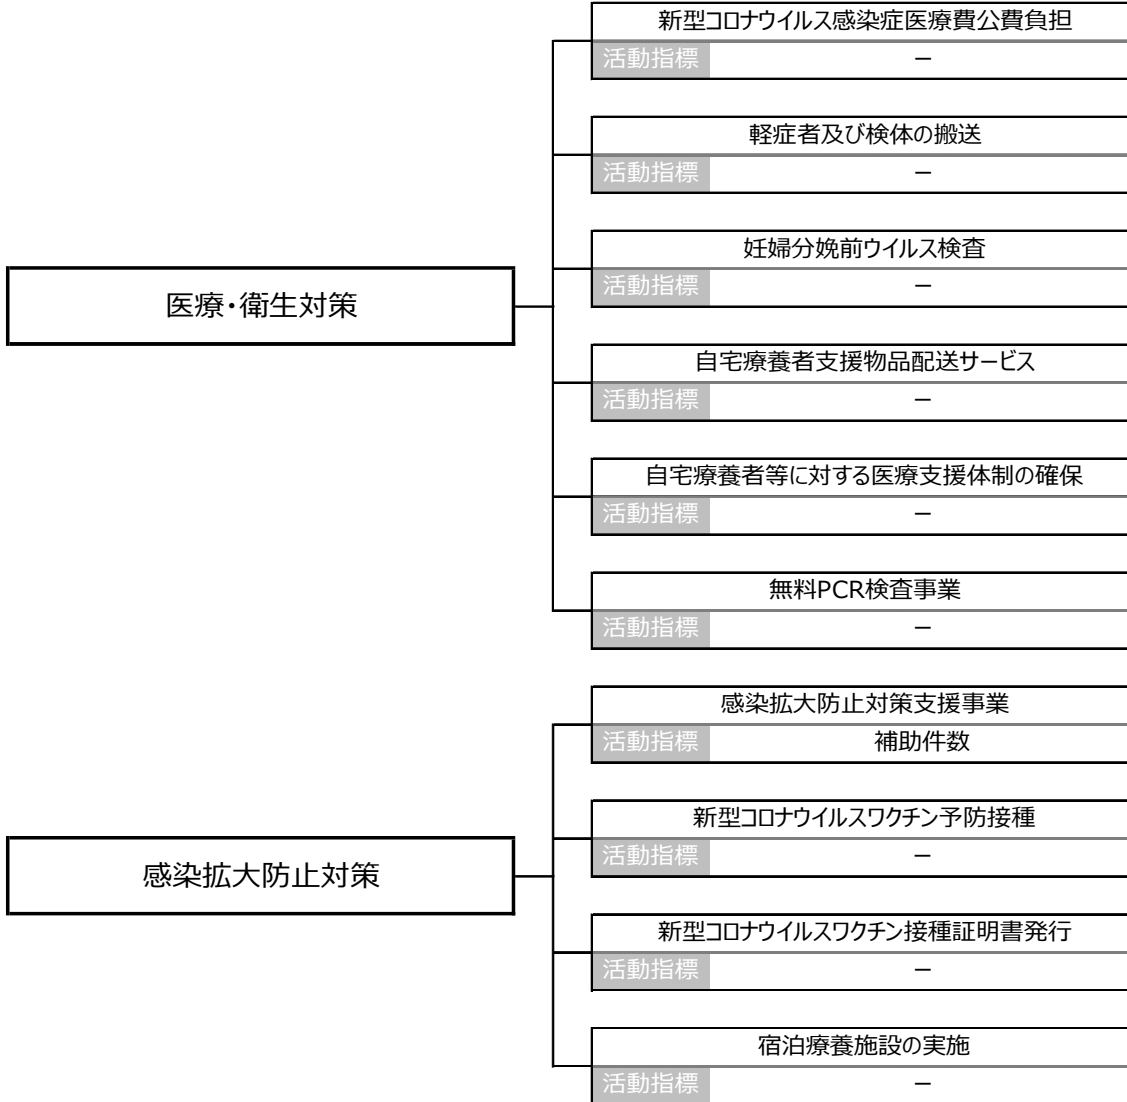 新型コロナウイルス感染症医療費公費負担
活動指標 －
軽症者及び検体の搬送
活動指標 －
妊婦分娩前ウイルス検査
活動指標 －
医療・衛生対策
自宅療養者支援物品配送サービス
活動指標 －
自宅療養者等に対する医療支援体制の確保
活動指標 －
無料PCR検査事業
活動指標 －
感染拡大防止対策支援事業
活動指標 補助件数
新型コロナウイルスワクチン予防接種
活動指標 －
感染拡大防止対策
新型コロナウイルスワクチン接種証明書発行
活動指標 －
宿泊療養施設の実施
活動指標 －